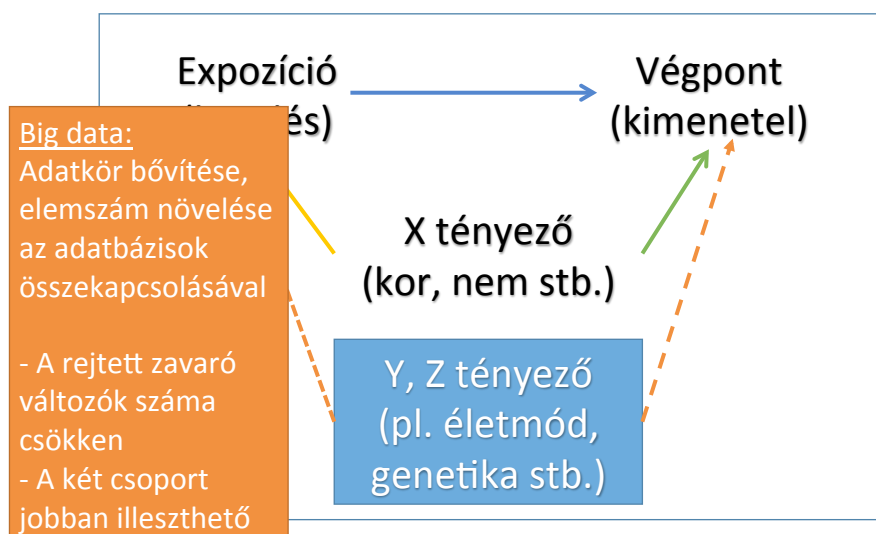 Expozíció
és)
Végpont
(kimenetel)
Big data:
Adatkör bővítése,
elemszám növelése
az adatbázisok
összekapcsolásával
- A rejtett zavaró
változók száma
csökken
- A két csoport
jobban illeszthető
X tényező
(kor, nem stb.)
Y, Z tényező
(pl. életmód,
genetika stb.)